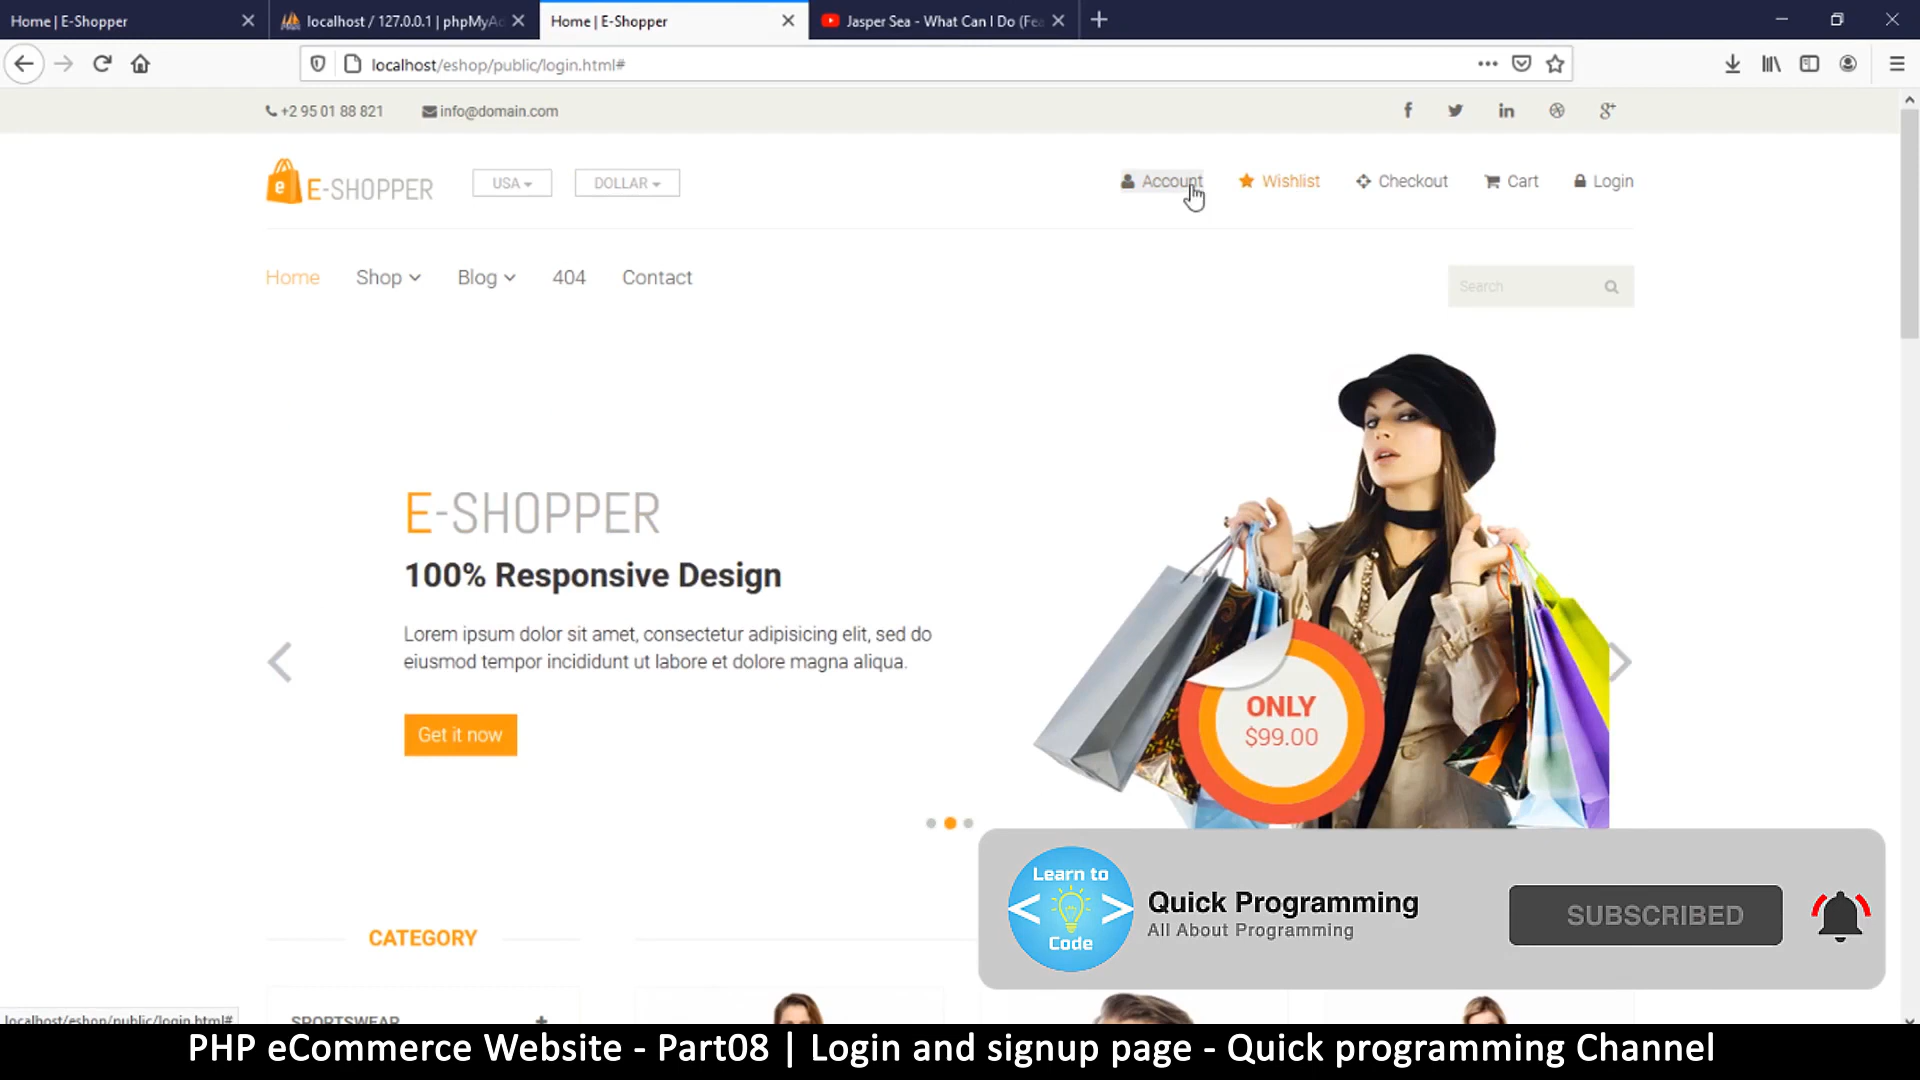 Home | E-Shopper
localhost / 127.0.0.1 | phpMyAd
Home | E-Shopper
Jasper Sea - What Can I Do (Fea
localhost/eshop/public/login.html#
+2 95 01 88 821
info@domain.com
e E-SHOPPER
USA
DOLLAR
Account
Wishlist
Checkout
Cart
Login
Home
Shop
Blog
404
Contact
Search
E-SHOPPER
100% Responsive Design
Lorem ipsum dolor sit amet, consectetur adipisicing elit, sed do
eiusmod tempor incididunt ut labore et dolore magna aliqua.
Get it now
ONLY
$99.00
CATEGORY
SPORTSWEAR
Learn to
Code
Quick Programming
All About Programming
SUBSCRIBED
localhost/eshop/public/login.html#
PHP eCommerce Website - Part08 | Login and signup page - Quick programming Channel